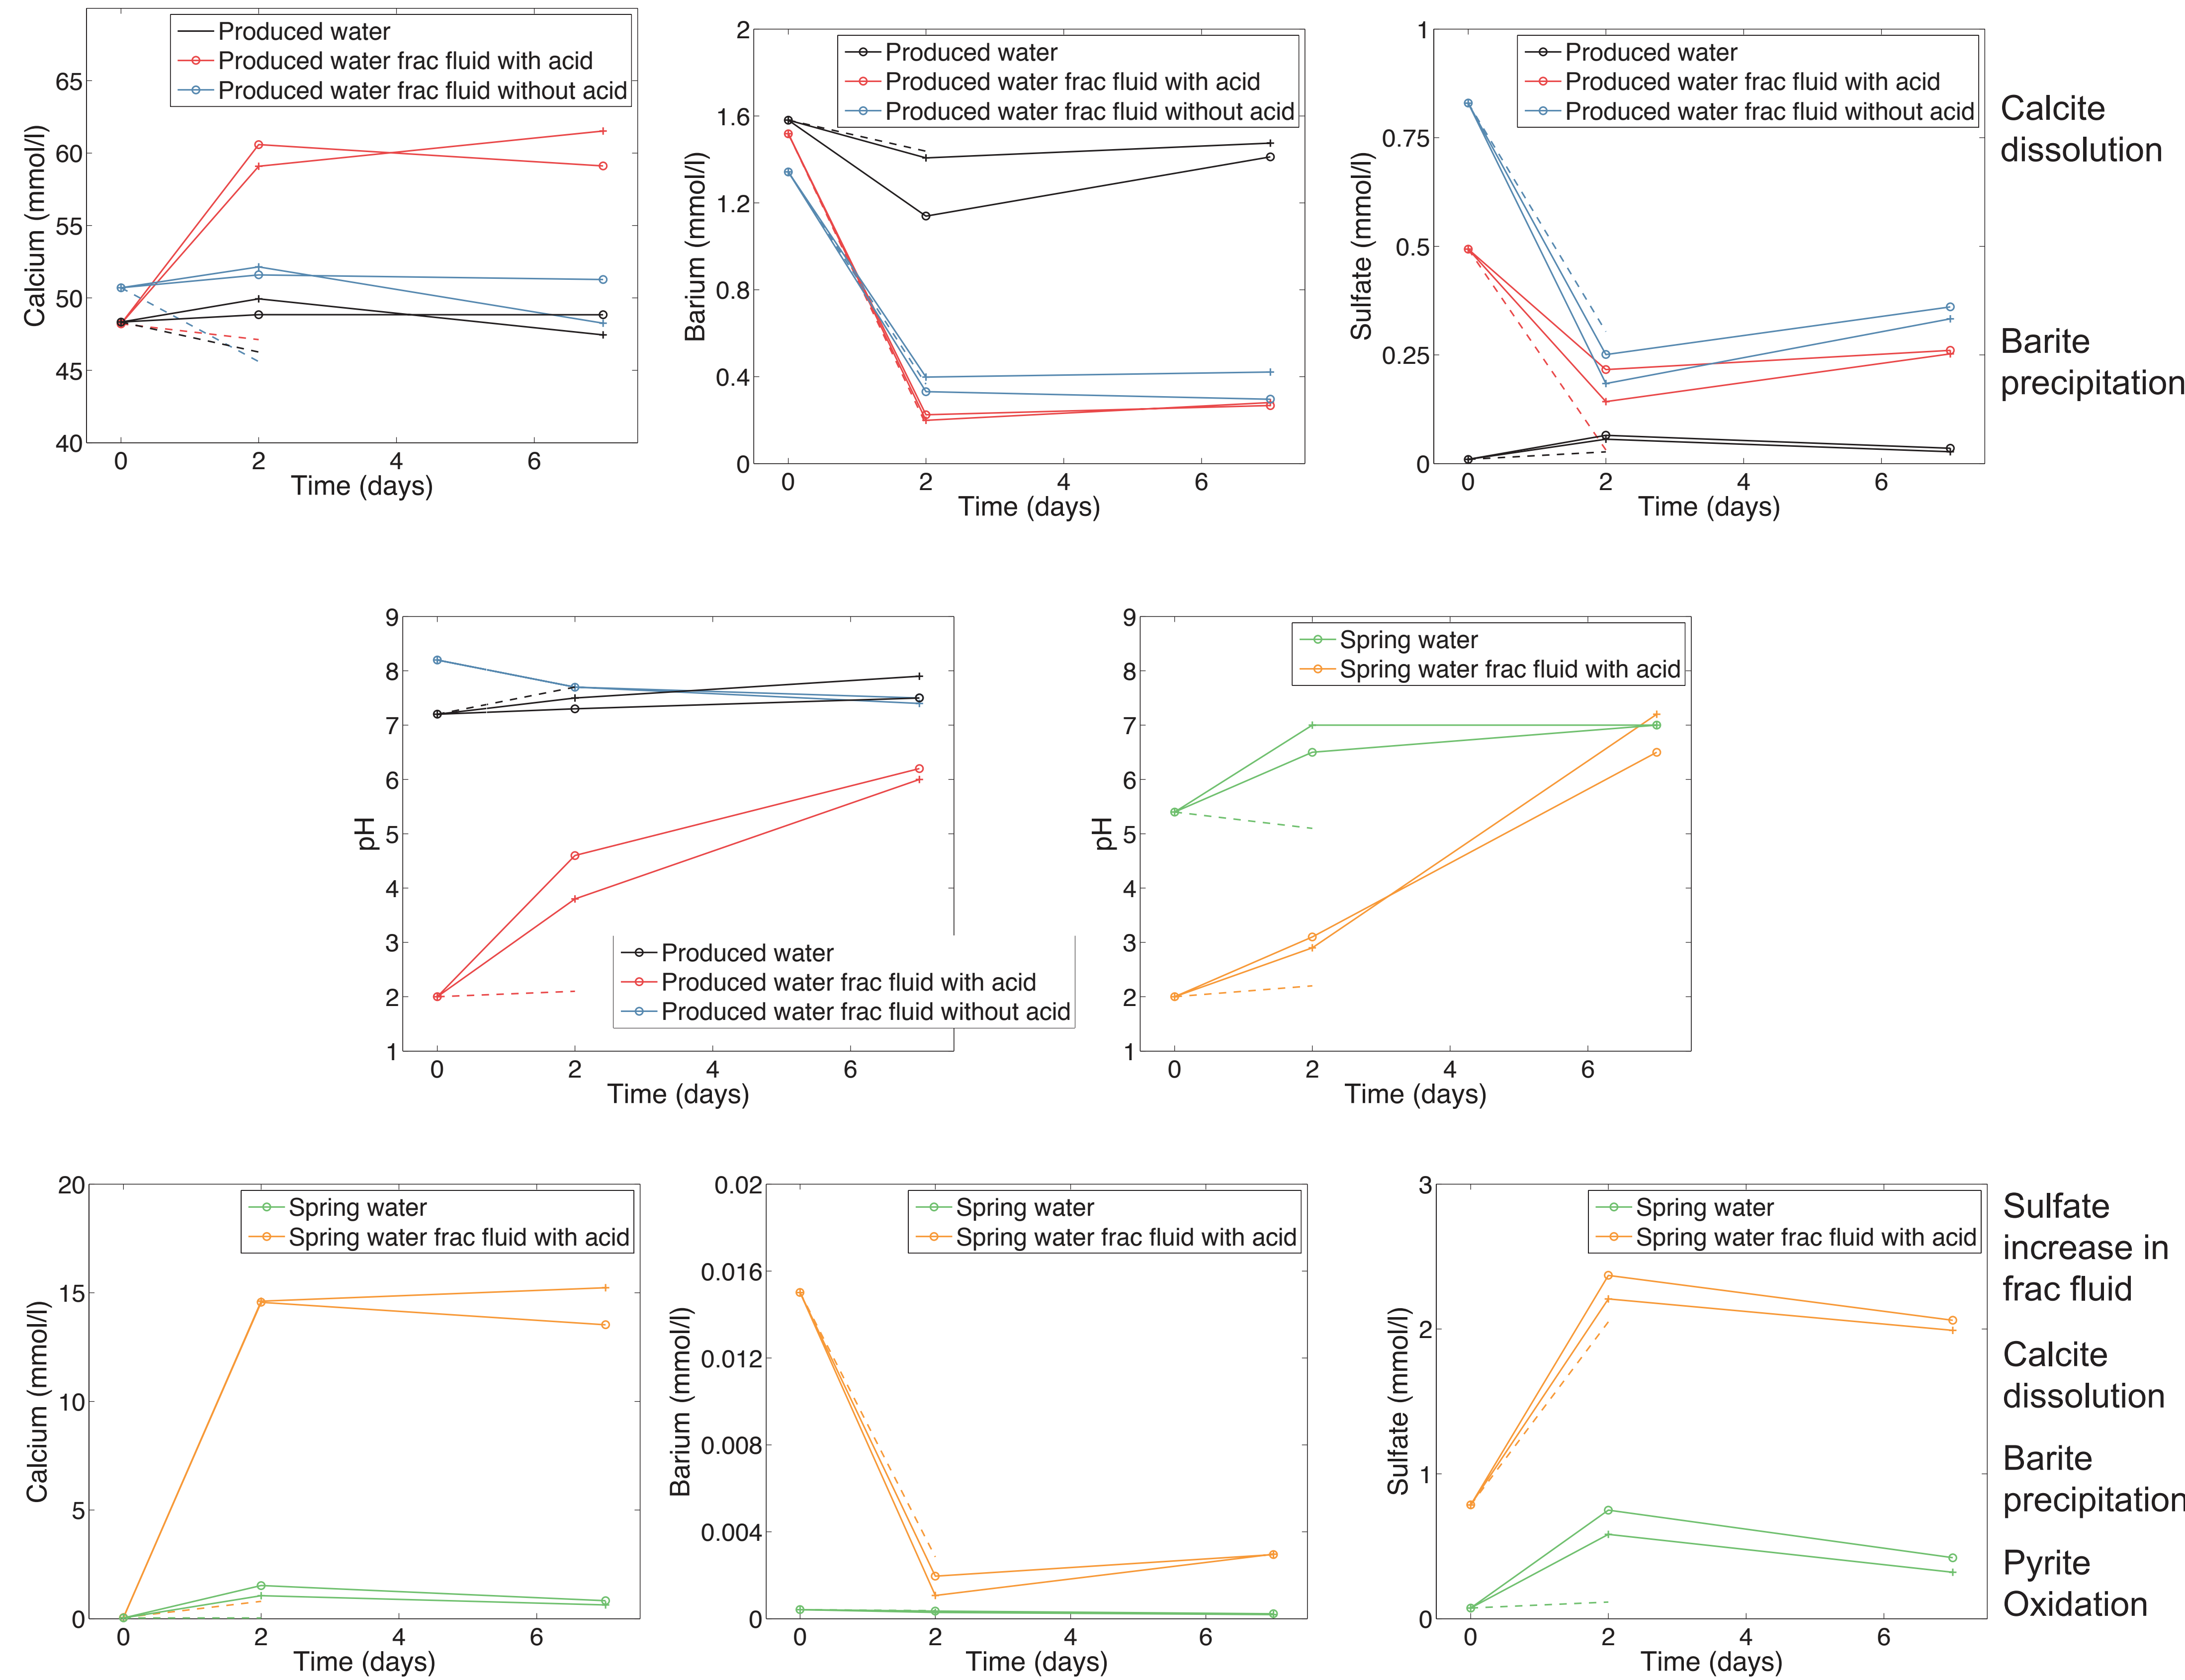 Produced water
Produced water frac fluid with acid
Produced water frac fluid without acid
65
60
55
50
45
40
Calcium (mmol/l)
0 2 4 6
Time (days)
Produced water
Produced water frac fluid with acid
Produced water frac fluid without acid
2
1.6
1.2
0.8
0.4
0
Barium (mmol/l)
0 2 4 6
Time (days)
Produced water
Produced water frac fluid with acid
Produced water frac fluid without acid
1
0.75
0.5
0.25
0
Sulfate (mmol/l)
0 2 4 6
Time (days)
Calcite
dissolution
Barite
precipitation
9
8
7
6
5
4
3
2
1
pH
Produced water
Produced water frac fluid with acid
Produced water frac fluid without acid
0 2 4 6
Time (days)
Spring water
Spring water frac fluid with acid
9
8
7
6
5
4
3
2
1
pH
0 2 4 6
Time (days)
Spring water
Spring water frac fluid with acid
20
15
10
5
0
Calcium (mmol/l)
0 2 4 6
Time (days)
Spring water
Spring water frac fluid with acid
0.02
0.016
0.012
0.008
0.004
0
Barium (mmol/l)
0 2 4 6
Time (days)
Spring water
Spring water frac fluid with acid
3
2
1
0
Sulfate (mmol/l)
0 2 4 6
Time (days)
Sulfate
increase in
frac fluid
Calcite
dissolution
Barite
precipitation
Pyrite
Oxidation